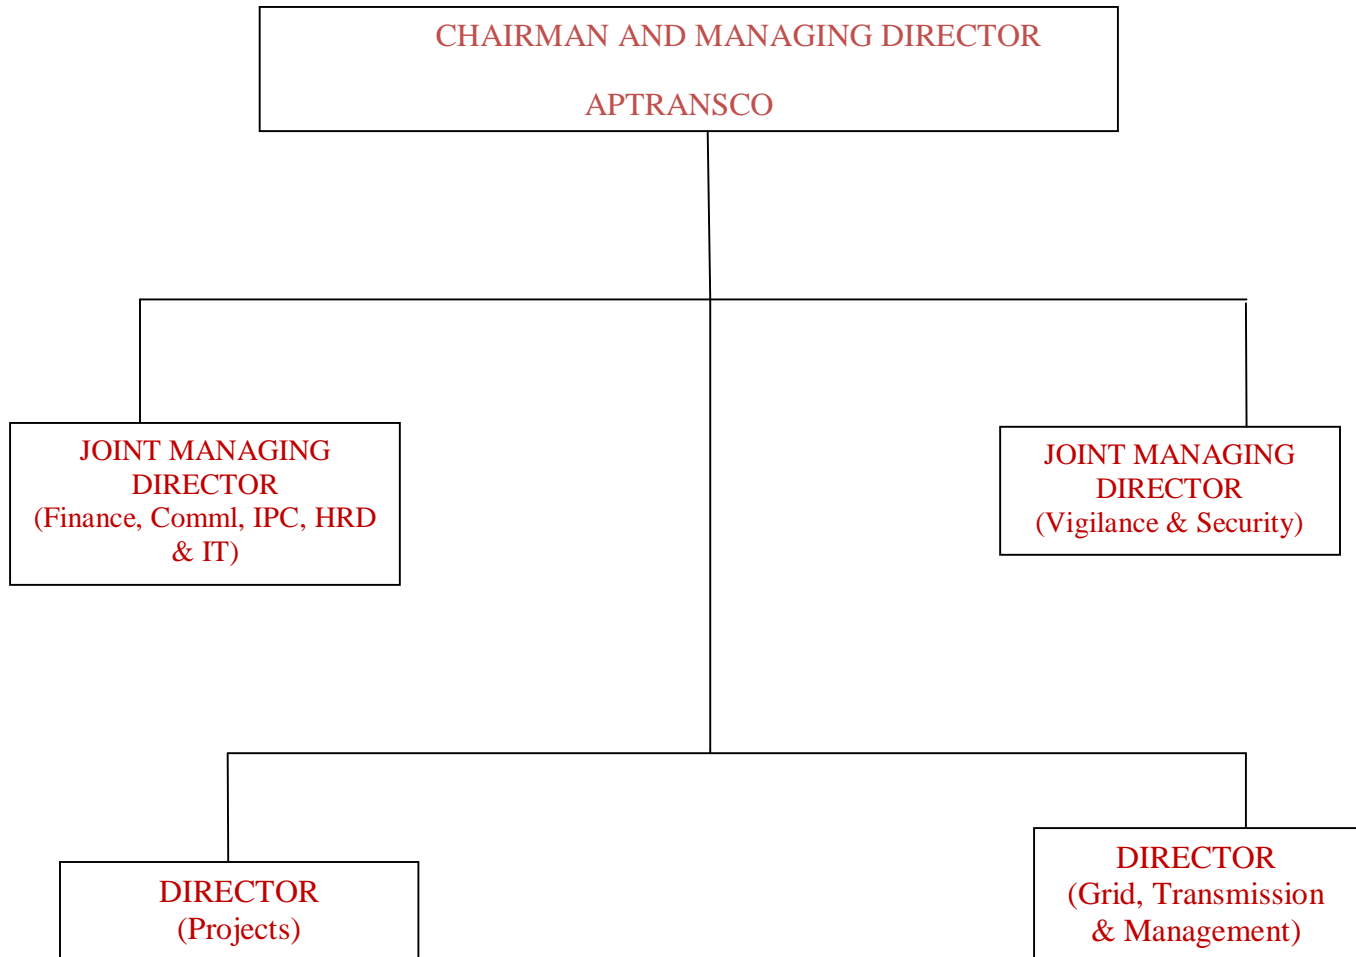 CHAIRMAN AND MANAGING DIRECTOR
APTRANSCO
JOINT MANAGING
DIRECTOR
(Finance, Comml, IPC, HRD
& IT)
JOINT MANAGING
DIRECTOR
(Vigilance & Security)
DIRECTOR
(Projects)
DIRECTOR
(Grid, Transmission
& Management)